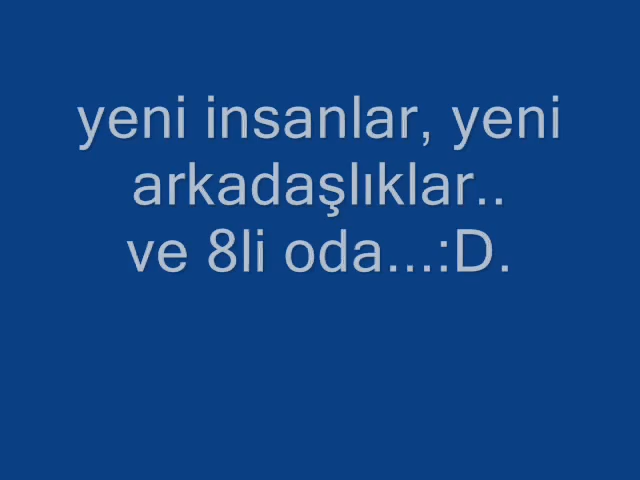 yeni insanlar, yeni
arkadaşlıklar..
ve 8li oda...:D.